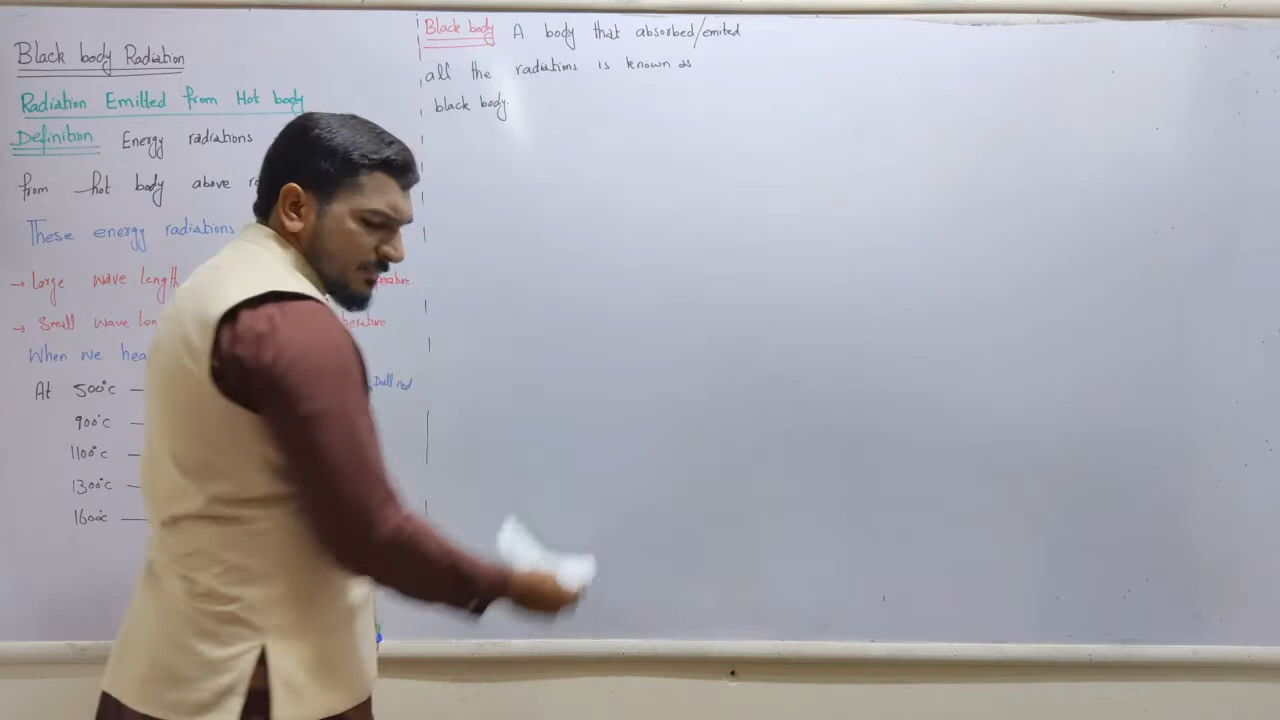 Black body Radiation
Radiation Emitted from Hot body
Definition Energy radiations
from hot body above
These energy radiations
→ Large wave length
→ Small wave
When we
At 500°c — Dull red
900°c —
1100°c —
1300°c —
1600°c —
Black body A body that absorbed/emited
all the radiations is known as
black body